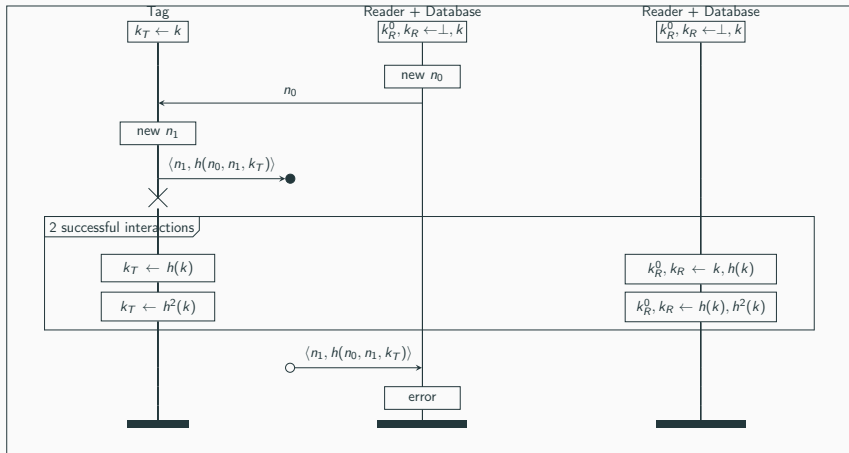 Tag Reader + Database Reader + Database
k_T ← k k_R^0, k_R ←⊥, k k_R^0, k_R ←⊥, k
new n_0
n_0
new n_1
⟨n_1, h(n_0, n_1, k_T)⟩
2 successful interactions
k_T ← h(k) k_R^0, k_R ← k, h(k)
k_T ← h^2(k) k_R^0, k_R ← h(k), h^2(k)
⟨n_1, h(n_0, n_1, k_T)⟩
error